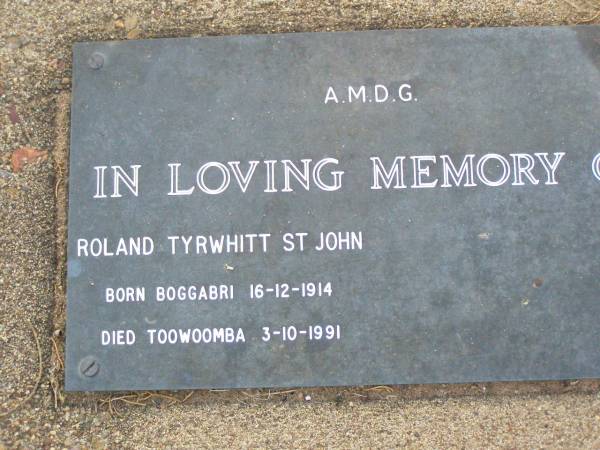 A.M.D.G.
IN LOVING MEMORY
ROLAND TYRWHITT ST JOHN
BORN BOGGABRI 16-12-1914
DIED TOOWOOMBA 3-10-1991